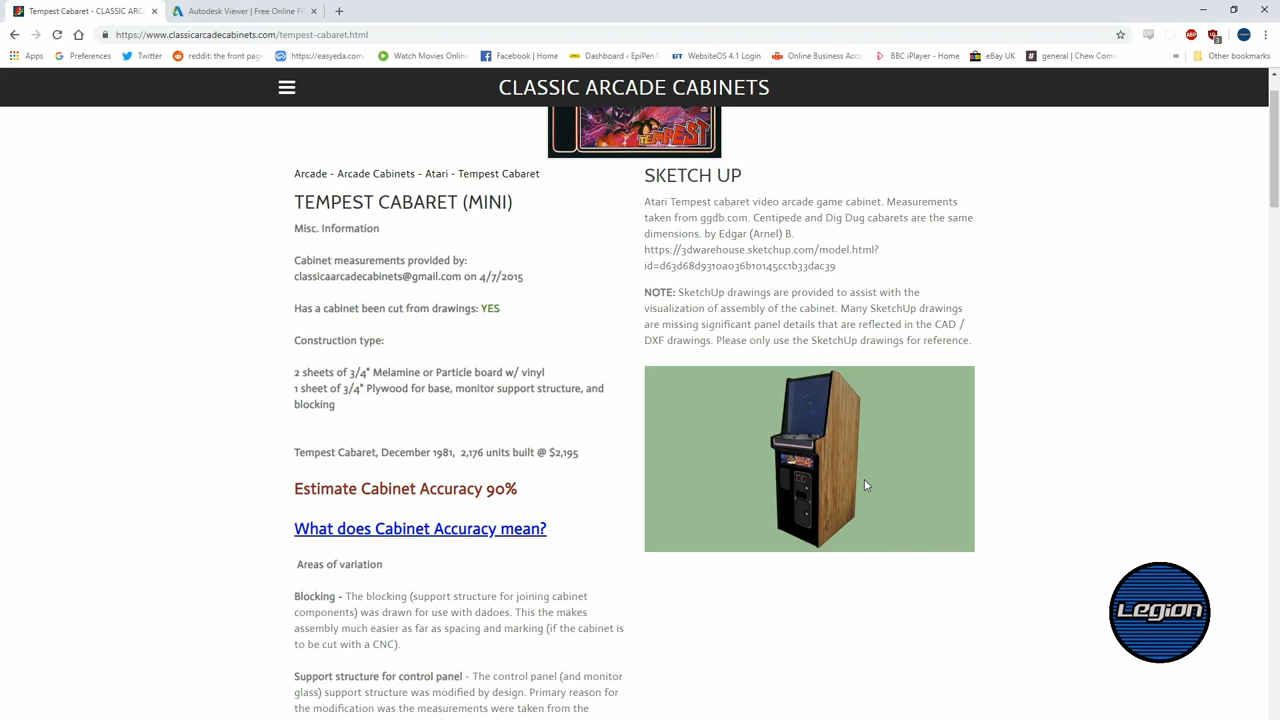 Tempest Cabaret - CLASSIC ARC
Autodesk Viewer | Free Online Fi
https://www.classicarcadecabinets.com/tempest-cabaret.html
Apps
Preferences
Twitter
reddit: the front page
https://easyeda.com
Watch Movies Online
Facebook | Home
Dashboard ‹ EpiPen
BT WebsiteOS 4.1 Login
Online Business Acco
BBC iPlayer - Home
eBay UK
general | Chew Com
»
Other bookmarks
CLASSIC ARCADE CABINETS
TEMPEST
Arcade - Arcade Cabinets - Atari - Tempest Cabaret
TEMPEST CABARET (MINI)
Misc. Information
Cabinet measurements provided by:
classicaarcadecabinets@gmail.com on 4/7/2015
Has a cabinet been cut from drawings: YES
Construction type:
2 sheets of 3/4" Melamine or Particle board w/ vinyl
1 sheet of 3/4" Plywood for base, monitor support structure, and
blocking
Tempest Cabaret, December 1981, 2,176 units built @ $2,195
Estimate Cabinet Accuracy 90%
What does Cabinet Accuracy mean?
Areas of variation
Blocking - The blocking (support structure for joining cabinet
components) was drawn for use with dadoes. This the makes
assembly much easier as far as spacing and marking (if the cabinet is
to be cut with a CNC).
Support structure for control panel - The control panel (and monitor
glass) support structure was modified by design. Primary reason for
the modification was the measurements were taken from the
SKETCH UP
Atari Tempest cabaret video arcade game cabinet. Measurements
taken from ggdb.com. Centipede and Dig Dug cabarets are the same
dimensions. by Edgar (Arnel) B.
https://3dwarehouse.sketchup.com/model.html?
id=d63d68d9310a036b10145cc1b33dac39
NOTE: SketchUp drawings are provided to assist with the
visualization of assembly of the cabinet. Many SketchUp drawings
are missing significant panel details that are reflected in the CAD /
DXF drawings. Please only use the SketchUp drawings for reference.
Legion